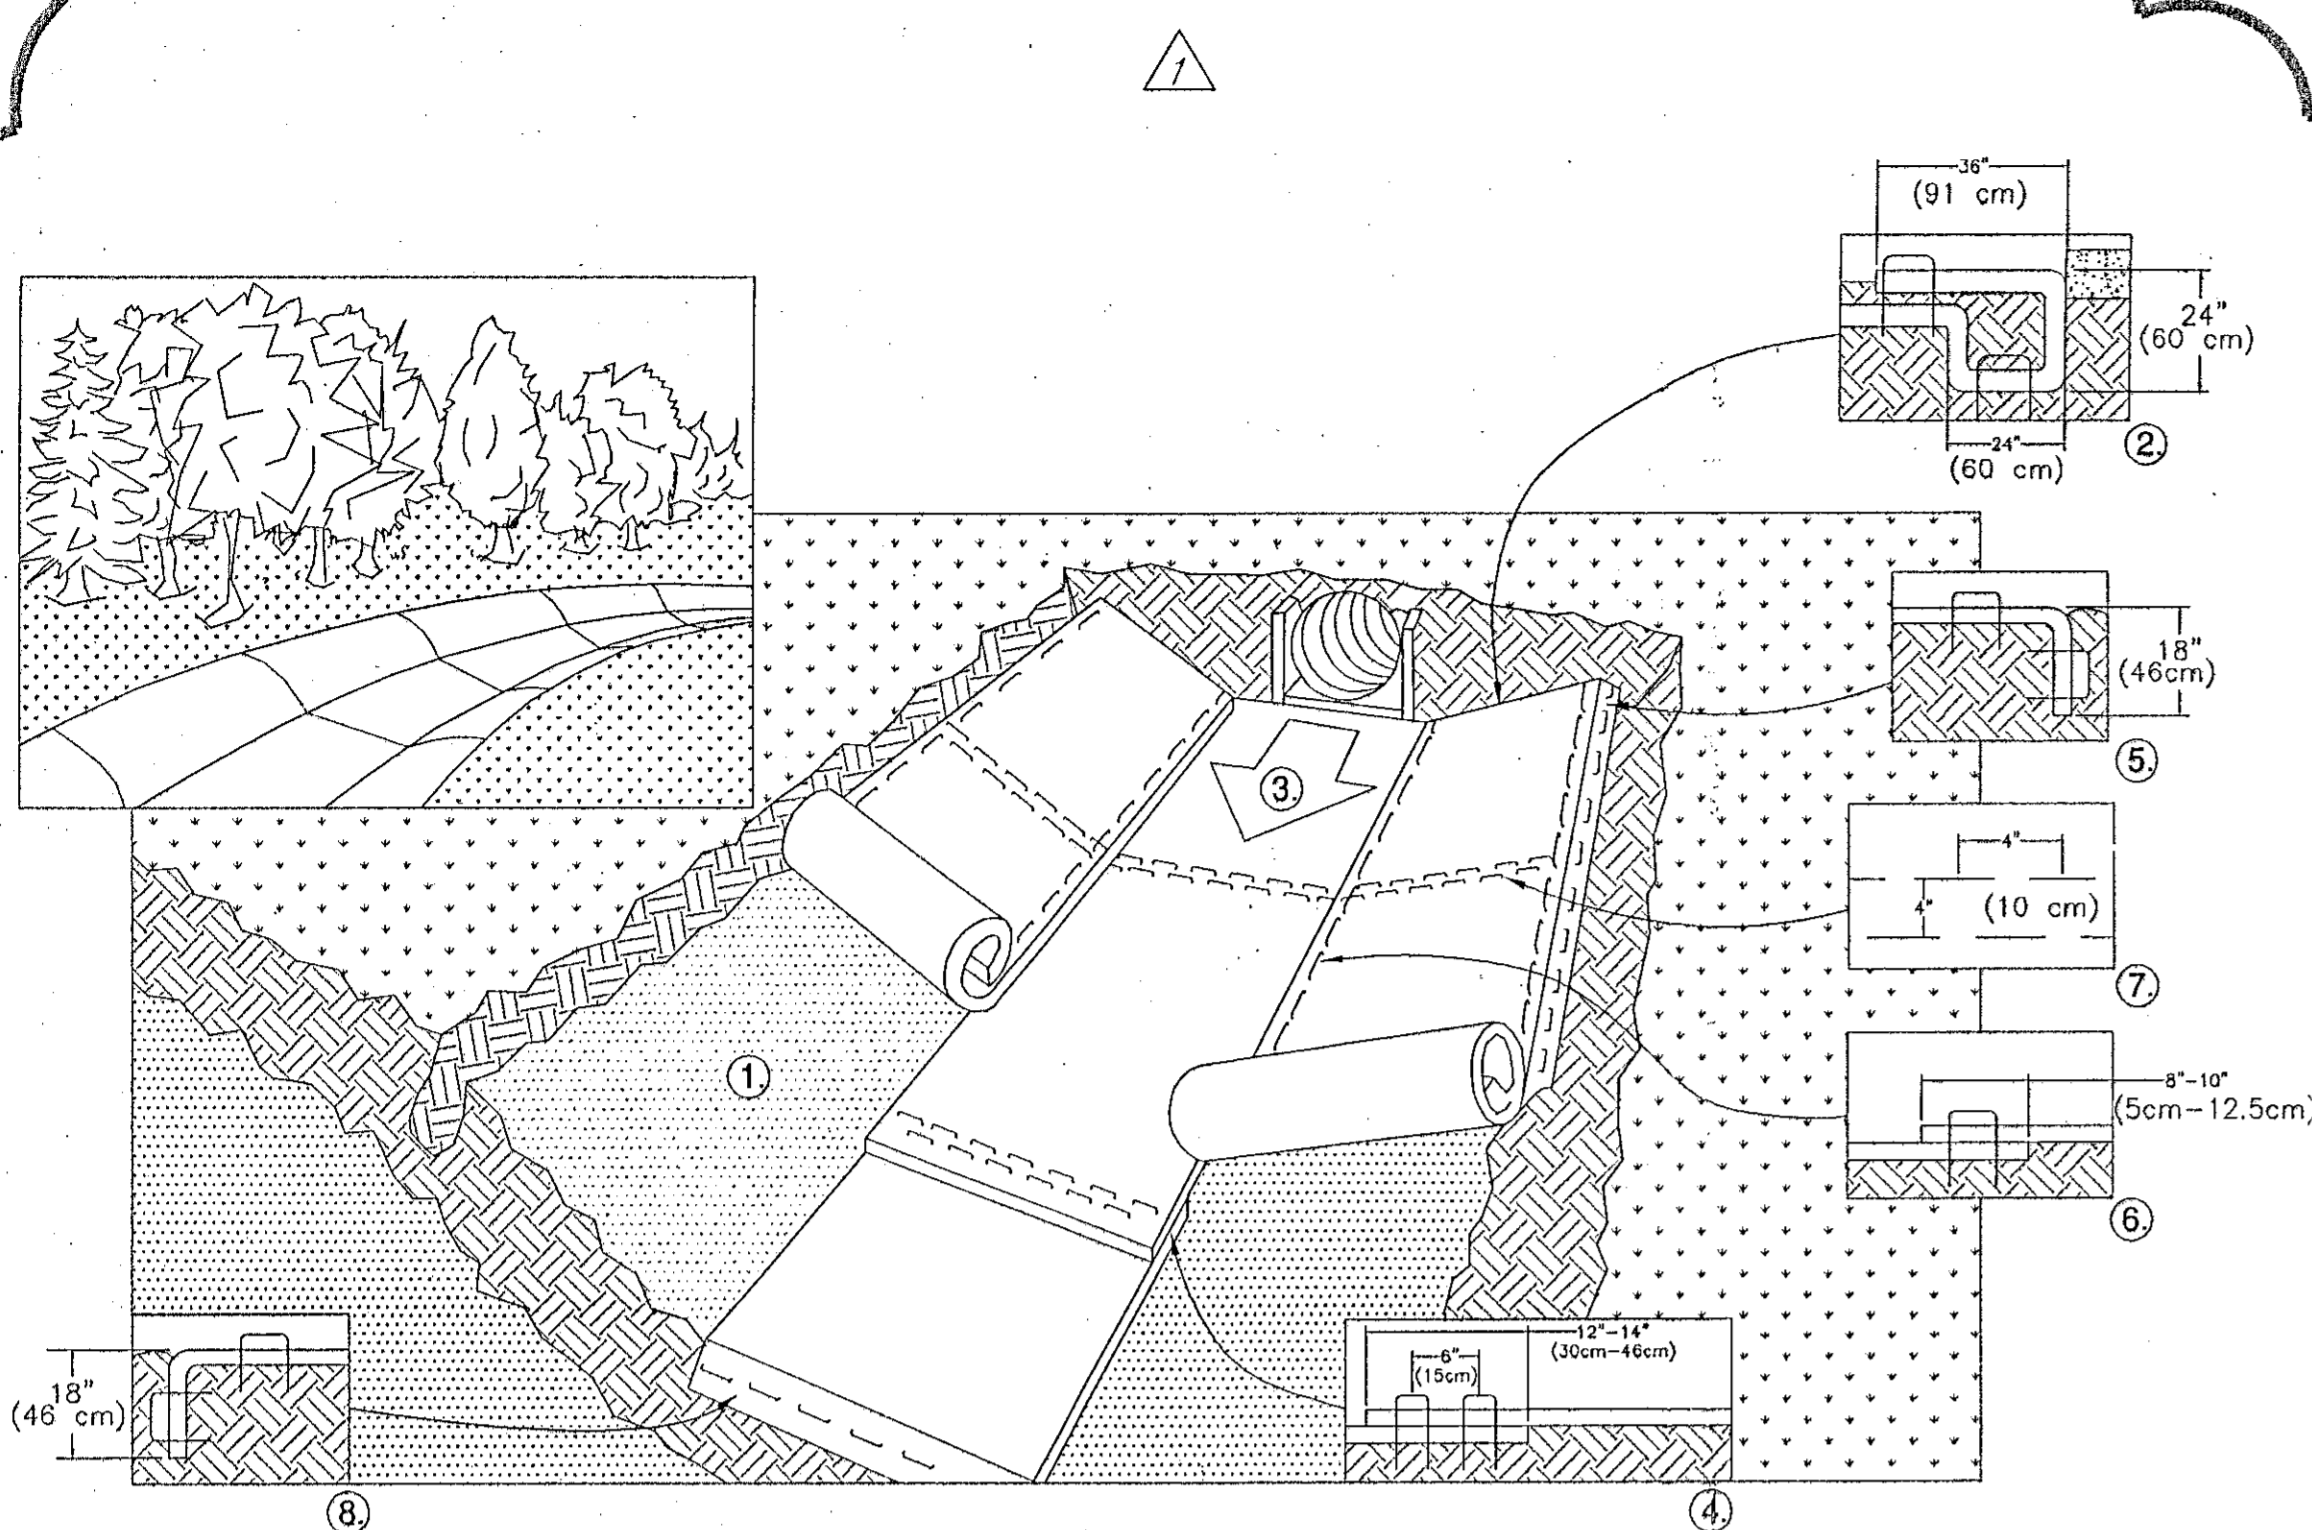 1
36"
(91 cm)
24"
(60 cm)
24"
(60 cm)
2.
18"
(46cm)
5.
3.
4"
4"
(10 cm)
7.
1.
8"-10"
(5cm-12.5cm)
6.
12"-14"
(30cm-46cm)
6"
(15cm)
4.
18"
(46 cm)
8.